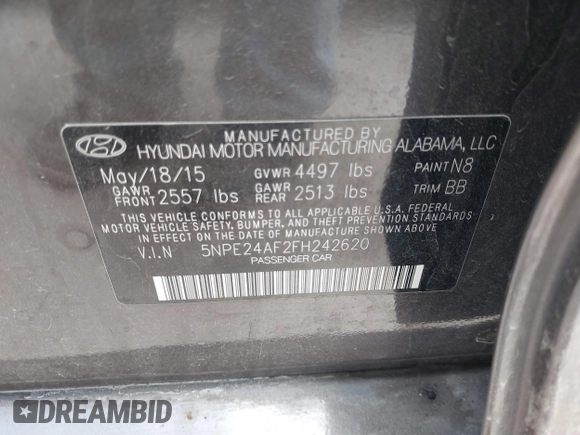 MANUFACTURED BY
HYUNDAI MOTOR MANUFACTURING ALABAMA, LLC
May/18/15 GVWR 4497 lbs PAINT N8
GAWR FRONT 2557 lbs GAWR REAR 2513 lbs TRIM BB
THIS VEHICLE CONFORMS TO ALL APPLICABLE U.S.A. FEDERAL
MOTOR VEHICLE SAFETY, BUMPER, AND THEFT PREVENTION
STANDARDS IN EFFECT ON THE DATE OF MANUFACTURE SHOWN ABOVE.
V.I.N 5NPE24AF2FH242620
PASSENGER CAR
DREAMBID